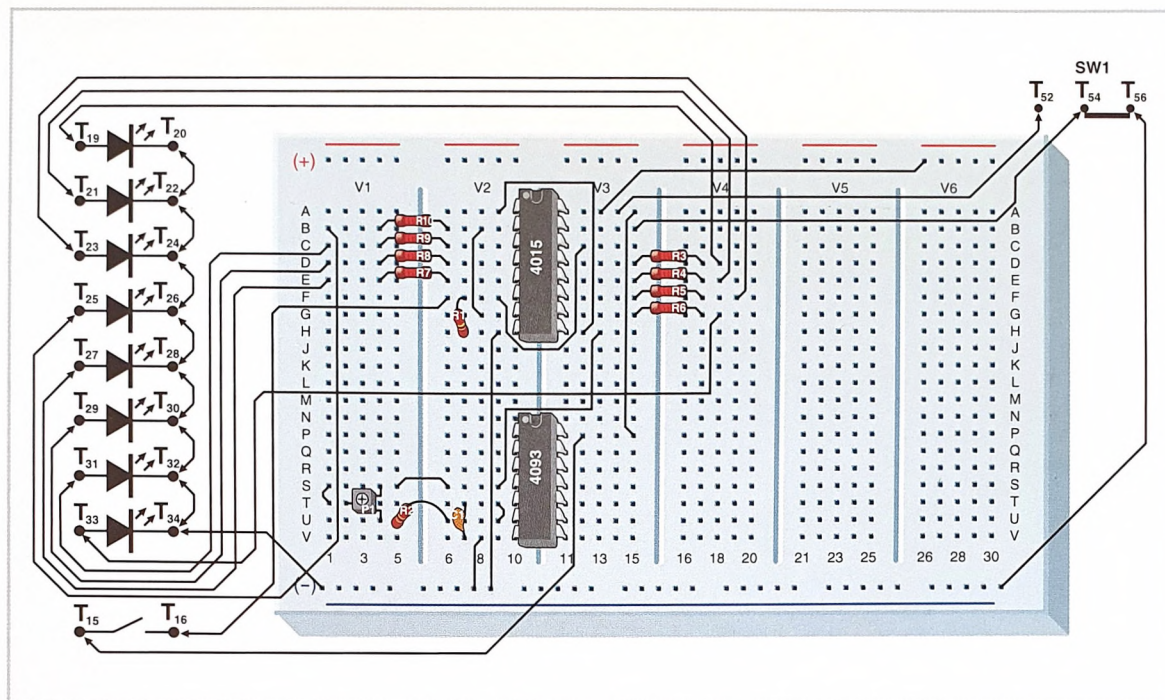 SW1
T52 T54 T56
T19 T20
T21 T22
T23 T24
T25 T26
T27 T28
T29 T30
T31 T32
T33 T34
T15 T16
(+)
V1 V2 V3 V4 V5 V6
A A
B B
C C
D D
E E
F F
G G
H H
J J
K K
L L
M M
N N
P P
Q Q
R R
S S
T T
U U
V V
R10
R9
R8
R7
R1
4015
R3
R4
R5
R6
4093
P1
R2
C1
1 3 5 6 8 10 11 13 15 16 18 20 21 23 25 26 28 30
(−)